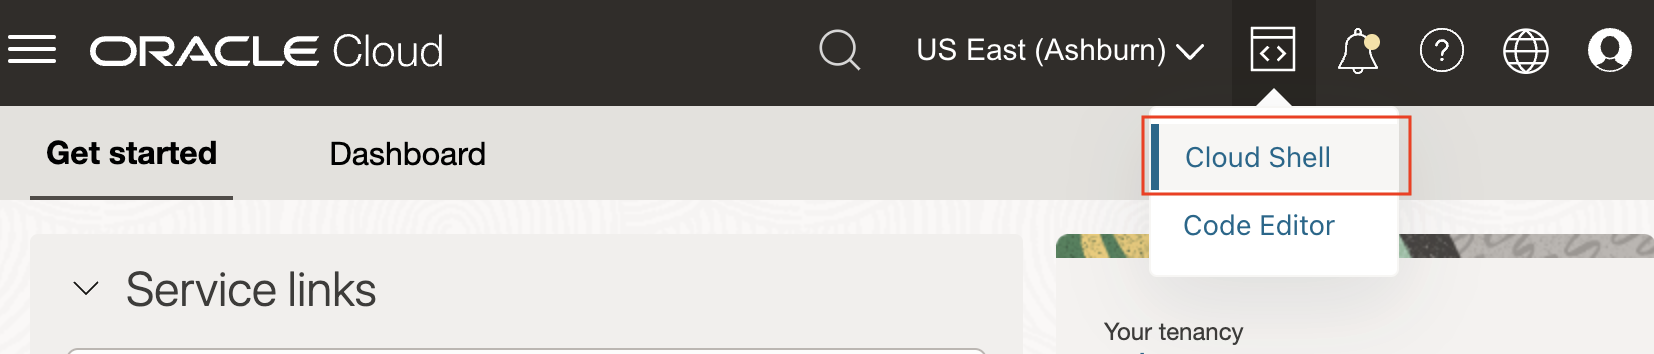 ORACLE Cloud
US East (Ashburn)
Get started
Dashboard
Cloud Shell
Code Editor
Service links
Your tenancy